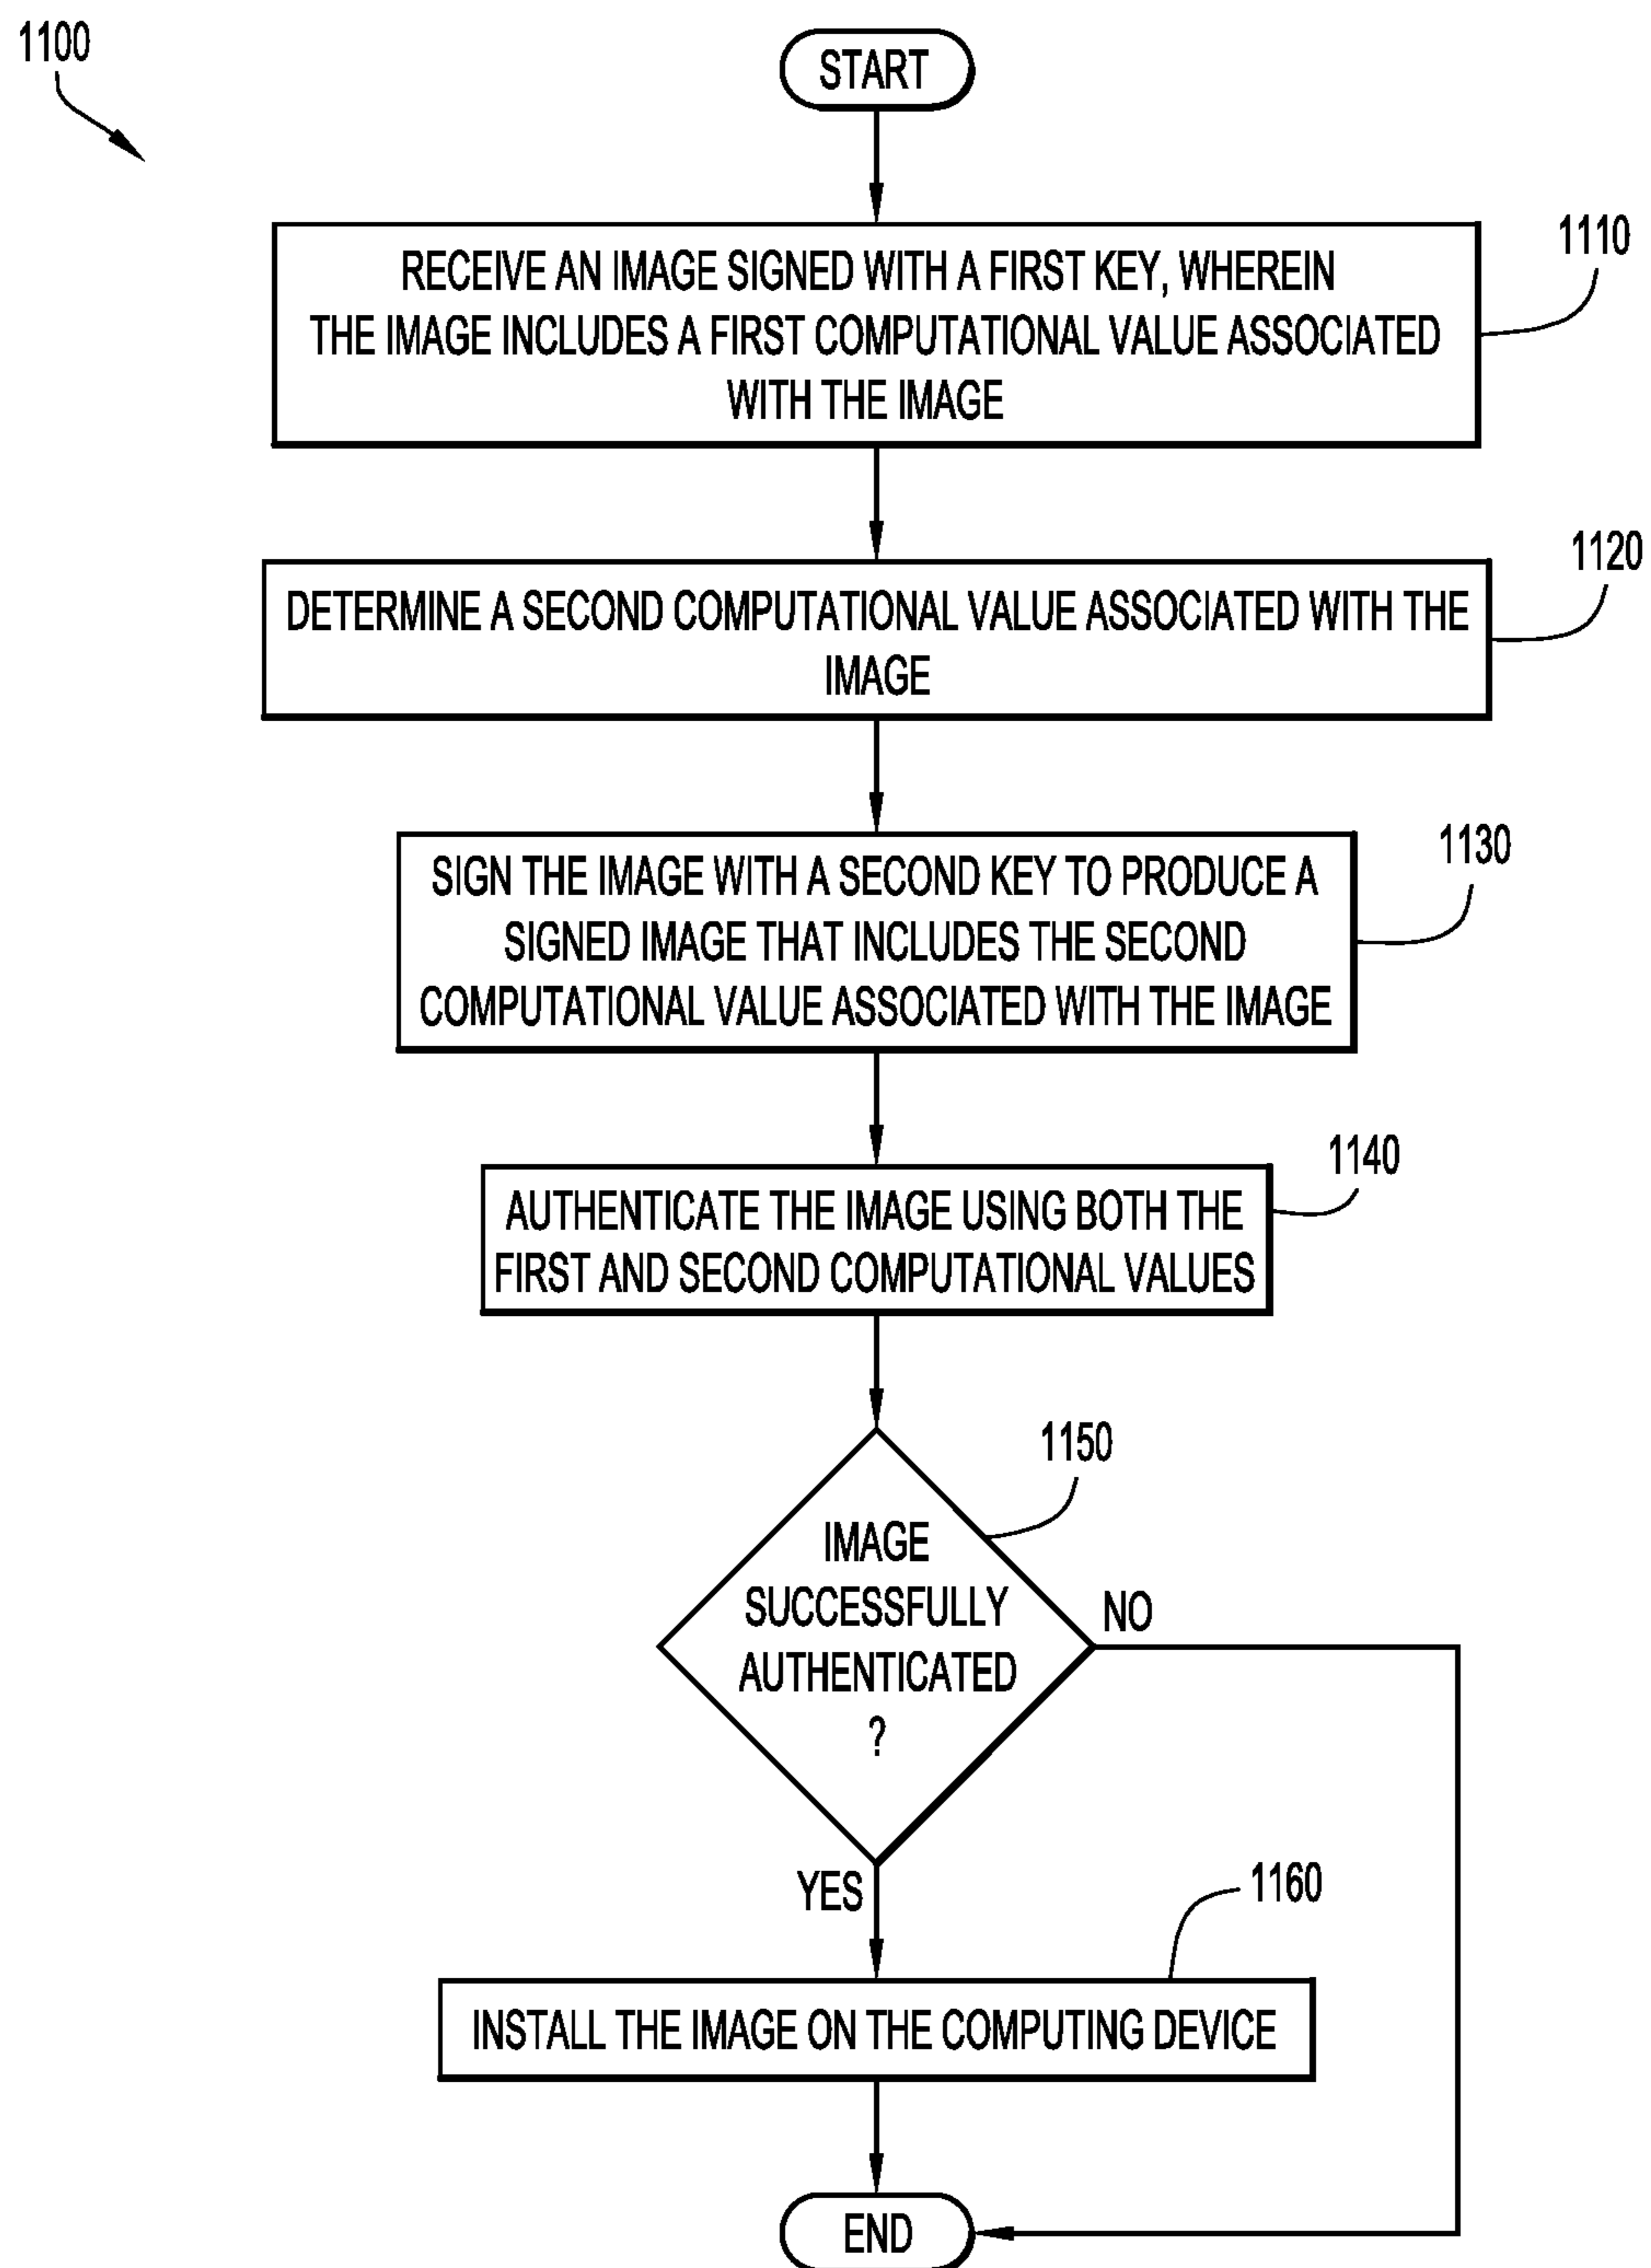 1100
START
1110
RECEIVE AN IMAGE SIGNED WITH A FIRST KEY, WHEREIN
THE IMAGE INCLUDES A FIRST COMPUTATIONAL VALUE ASSOCIATED
WITH THE IMAGE
1120
DETERMINE A SECOND COMPUTATIONAL VALUE ASSOCIATED WITH THE
IMAGE
1130
SIGN THE IMAGE WITH A SECOND KEY TO PRODUCE A
SIGNED IMAGE THAT INCLUDES THE SECOND
COMPUTATIONAL VALUE ASSOCIATED WITH THE IMAGE
1140
AUTHENTICATE THE IMAGE USING BOTH THE
FIRST AND SECOND COMPUTATIONAL VALUES
1150
IMAGE
SUCCESSFULLY
AUTHENTICATED
?
NO
YES
1160
INSTALL THE IMAGE ON THE COMPUTING DEVICE
END